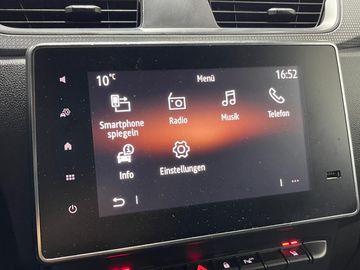 10°C Menü 16:52
Smartphone spiegeln Radio Musik Telefon
Info Einstellungen